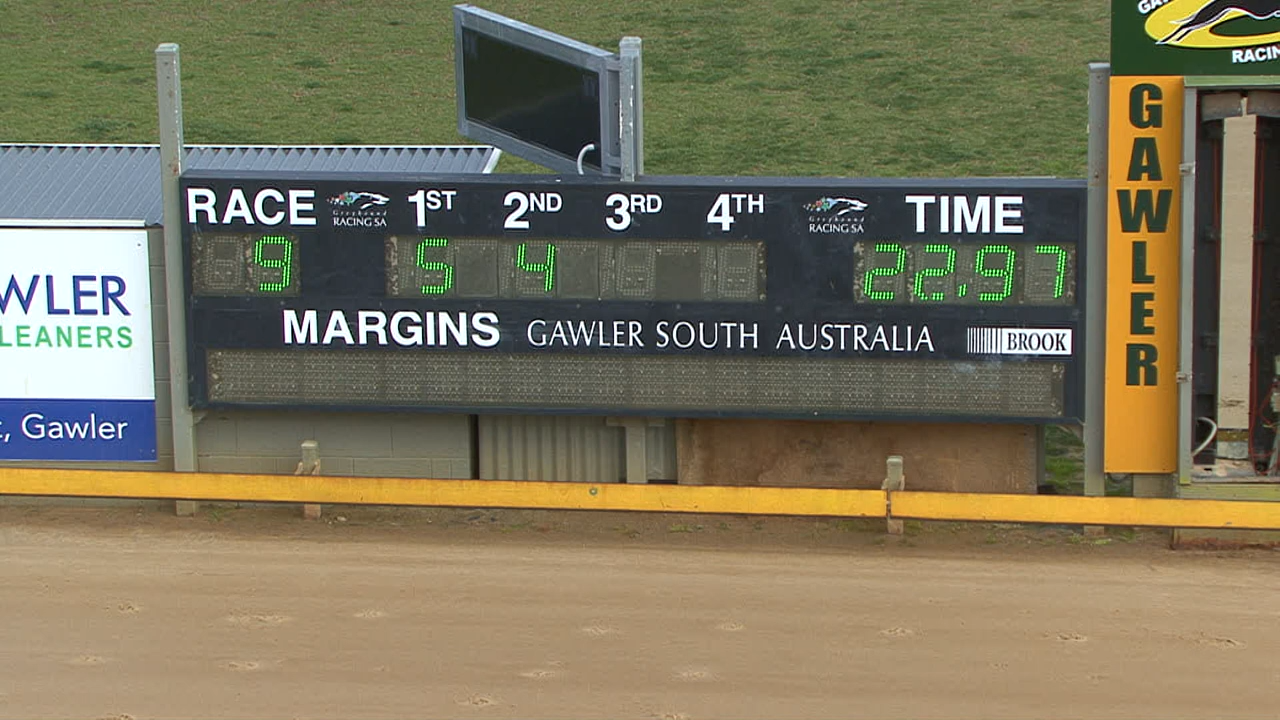 RACIN
GAWLER
RACE Greyhound RACING SA 1ST 2ND 3RD 4TH Greyhound RACING SA TIME
9 5 4 22.97
MARGINS GAWLER SOUTH AUSTRALIA BROOK
WLER
LEANERS
, Gawler